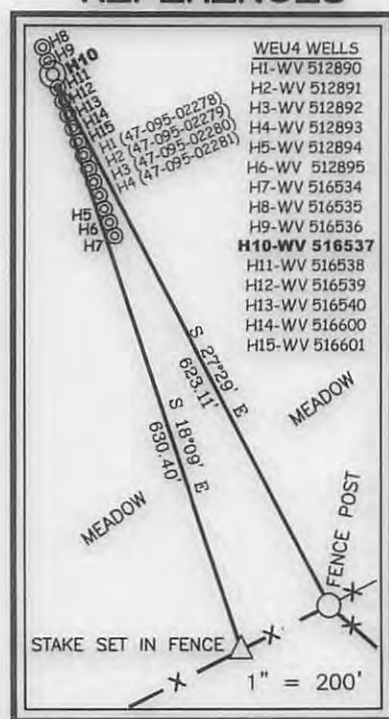 REFERENCES
H8
H9
H10
H11
H12
H13
H14
H15
H1 (47-095-02278)
H2 (47-095-02279)
H3 (47-095-02280)
H4 (47-095-02281)
H5
H6
H7
WEU4 WELLS
H1-WV 512890
H2-WV 512891
H3-WV 512892
H4-WV 512893
H5-WV 512894
H6-WV 512895
H7-WV 516534
H8-WV 516535
H9-WV 516536
H10-WV 516537
H11-WV 516538
H12-WV 516539
H13-WV 516540
H14-WV 516600
H15-WV 516601
S 27°29' E
623.11'
MEADOW
S 18°09' E
630.40'
MEADOW
FENCE POST
STAKE SET IN FENCE
1" = 200'